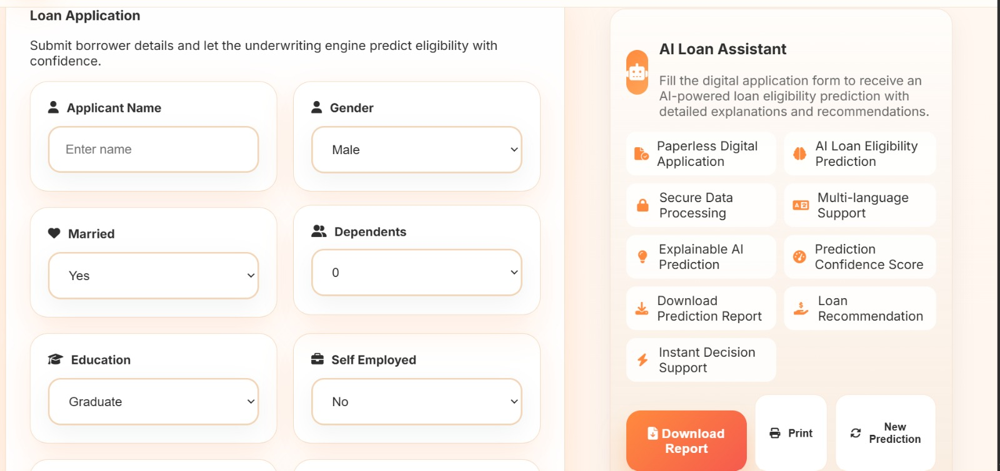 Loan Application
Submit borrower details and let the underwriting engine predict eligibility with
confidence.
Applicant Name
Enter name
Gender
Male
Married
Yes
Dependents
0
Education
Graduate
Self Employed
No
AI Loan Assistant
Fill the digital application form to receive an
AI-powered loan eligibility prediction with
detailed explanations and recommendations.
Paperless Digital
Application
AI Loan Eligibility
Prediction
Secure Data
Processing
Multi-language
Support
Explainable AI
Prediction
Prediction
Confidence Score
Download
Prediction Report
Loan
Recommendation
Instant Decision
Support
Download
Report
Print
New
Prediction